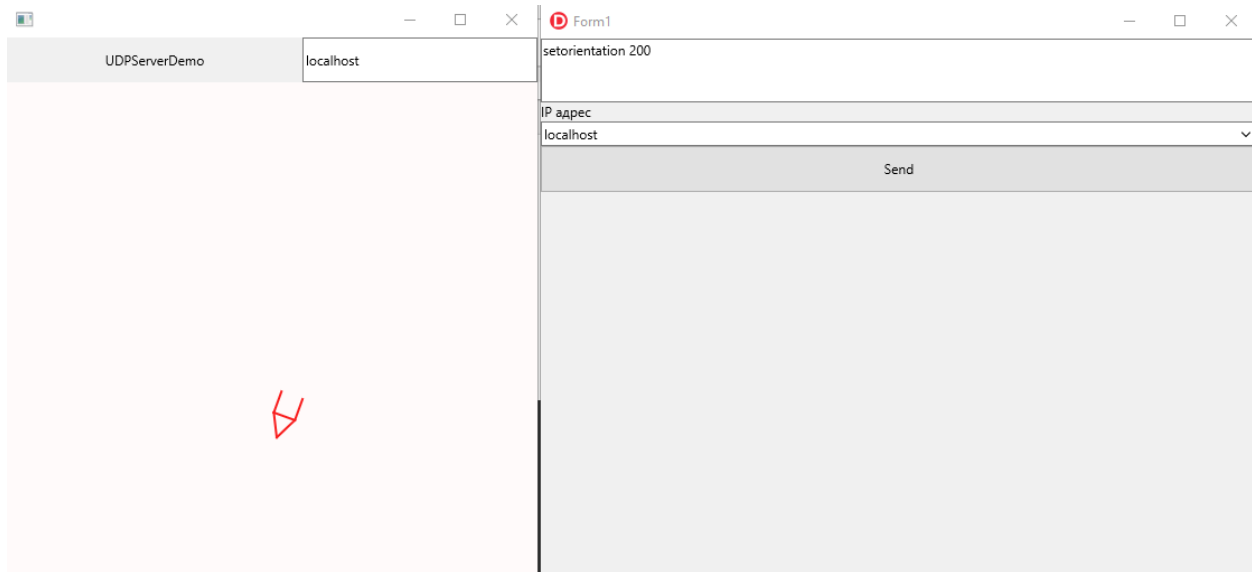 UDPServerDemo
localhost
Form1
setorientation 200
IP адрес
localhost
Send